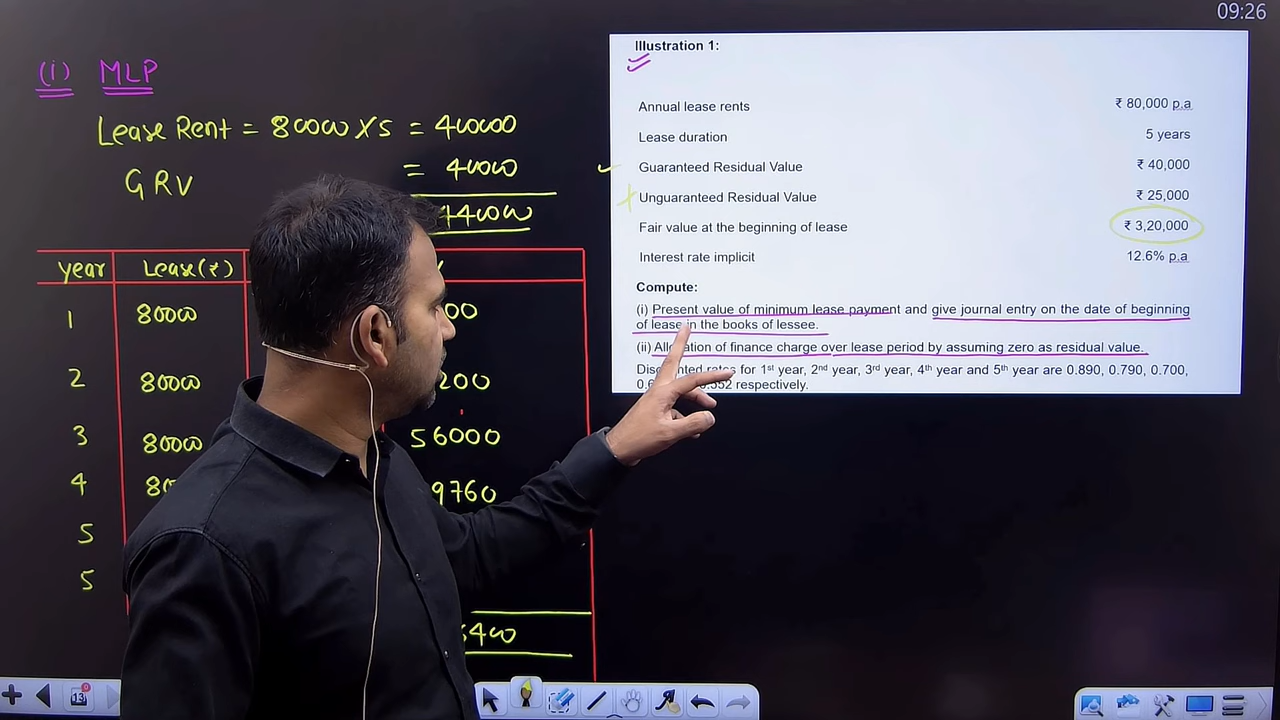 09:26
(i) MLP
Lease Rent = 80000 X 5 = 400000
GRV = 40000
440000
year Lease(₹)
1 80000
2 80000 200
3 80000 56000
4 80 9760
5
5
400
Illustration 1:
Annual lease rents ₹ 80,000 p.a
Lease duration 5 years
Guaranteed Residual Value ₹ 40,000
Unguaranteed Residual Value ₹ 25,000
Fair value at the beginning of lease ₹ 3,20,000
Interest rate implicit 12.6% p.a
Compute:
(i) Present value of minimum lease payment and give journal entry on the date of beginning
of lease in the books of lessee.
(ii) Allocation of finance charge over lease period by assuming zero as residual value.
Discounted rates for 1st year, 2nd year, 3rd year, 4th year and 5th year are 0.890, 0.790, 0.700,
respectively.
13